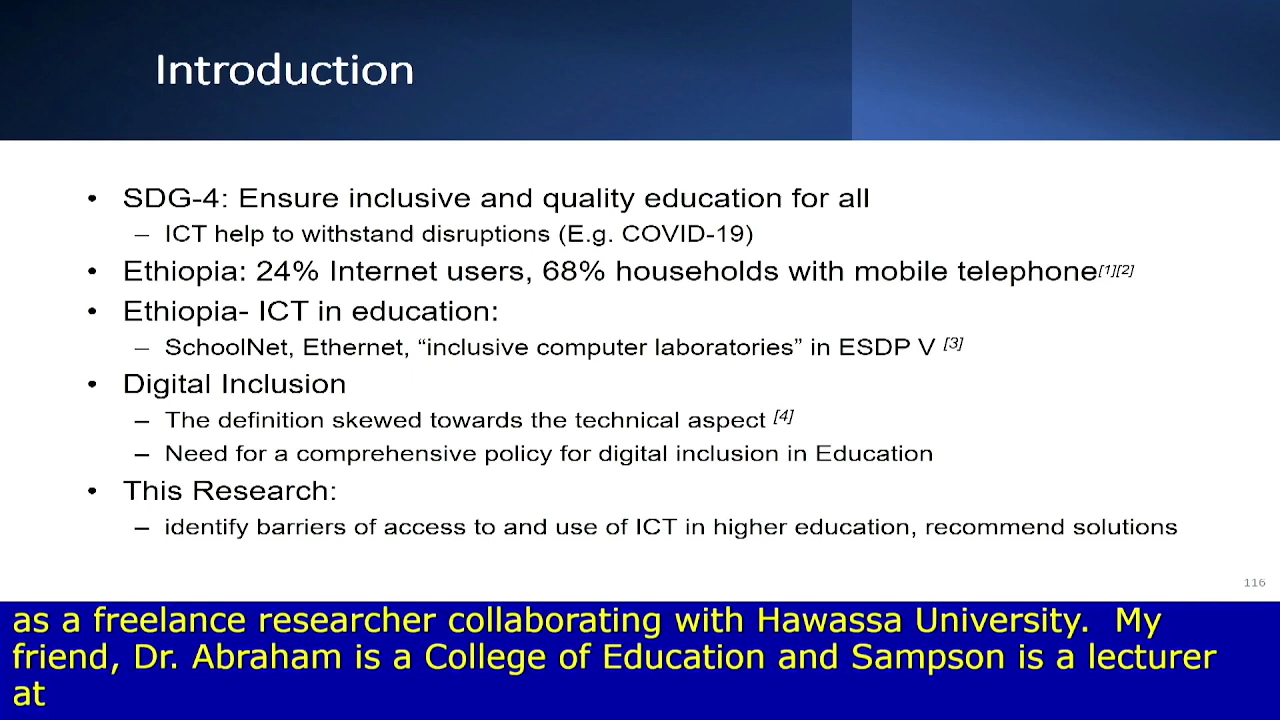 Introduction
• SDG-4: Ensure inclusive and quality education for all
– ICT help to withstand disruptions (E.g. COVID-19)
• Ethiopia: 24% Internet users, 68% households with mobile telephone[1][2]
• Ethiopia- ICT in education:
– SchoolNet, Ethernet, “inclusive computer laboratories” in ESDP V [3]
• Digital Inclusion
– The definition skewed towards the technical aspect [4]
– Need for a comprehensive policy for digital inclusion in Education
• This Research:
– identify barriers of access to and use of ICT in higher education, recommend solutions
116
as a freelance researcher collaborating with Hawassa University.  My
friend, Dr. Abraham is a College of Education and Sampson is a lecturer
at